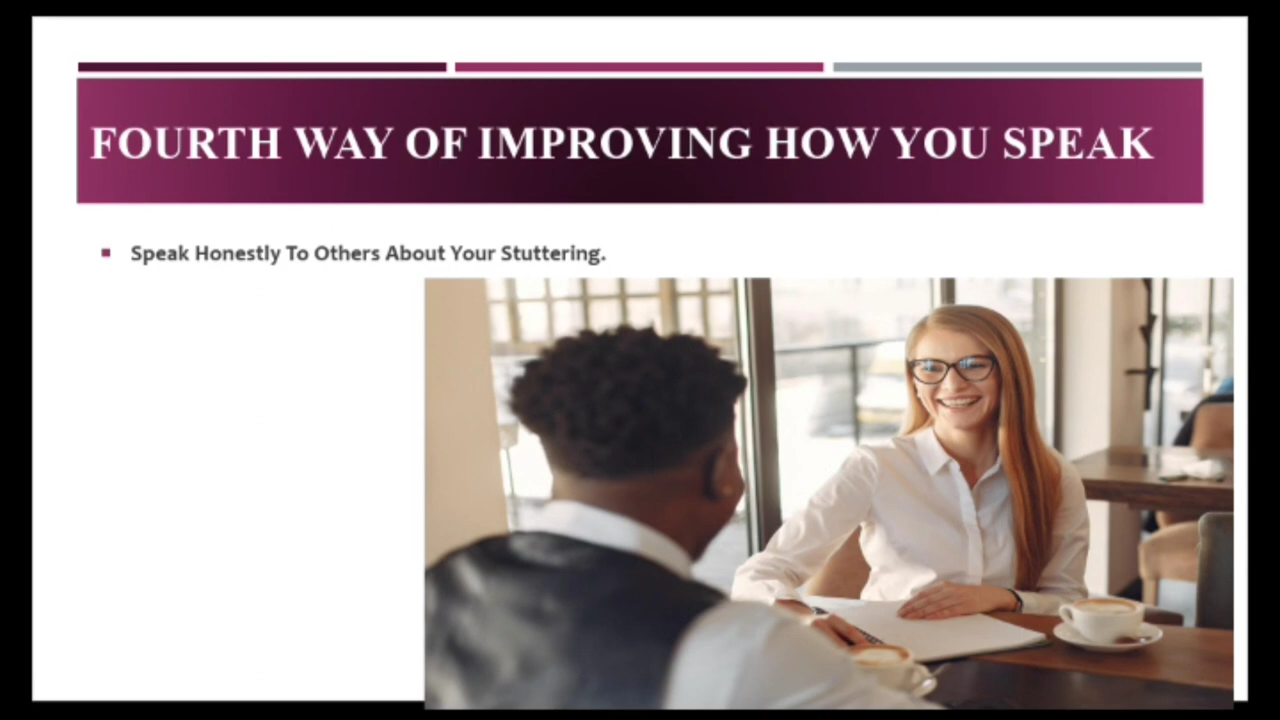 FOURTH WAY OF IMPROVING HOW YOU SPEAK
Speak Honestly To Others About Your Stuttering.